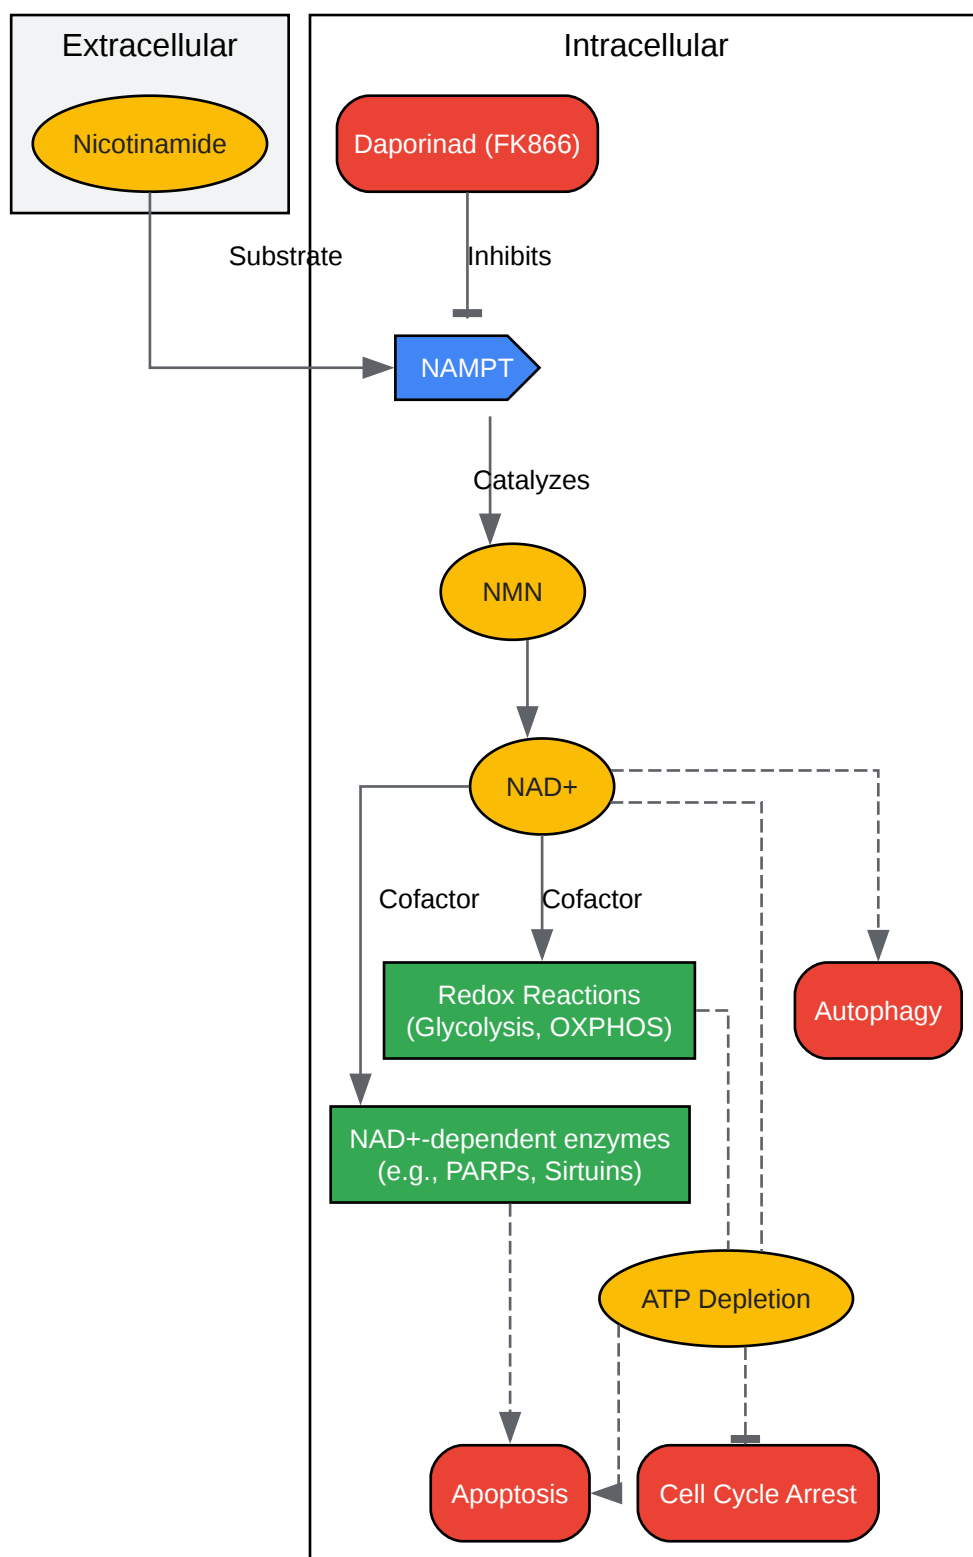 Extracellular
Intracellular
Nicotinamide
Daporinad (FK866)
Substrate
Inhibits
NAMPT
Catalyzes
NMN
NAD+
Cofactor
Cofactor
Redox Reactions
(Glycolysis, OXPHOS)
Autophagy
NAD+-dependent enzymes
(e.g., PARPs, Sirtuins)
ATP Depletion
Apoptosis
Cell Cycle Arrest